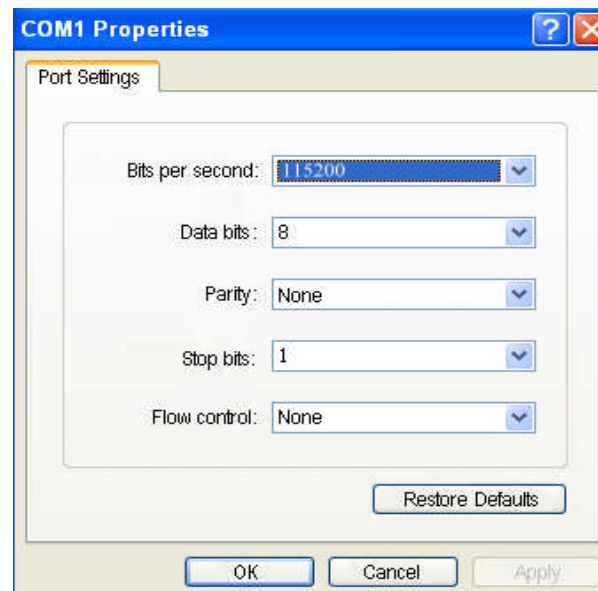 COM1 Properties
Port Settings
Bits per second: 115200
Data bits: 8
Parity: None
Stop bits: 1
Flow control: None
Restore Defaults
OK Cancel Apply